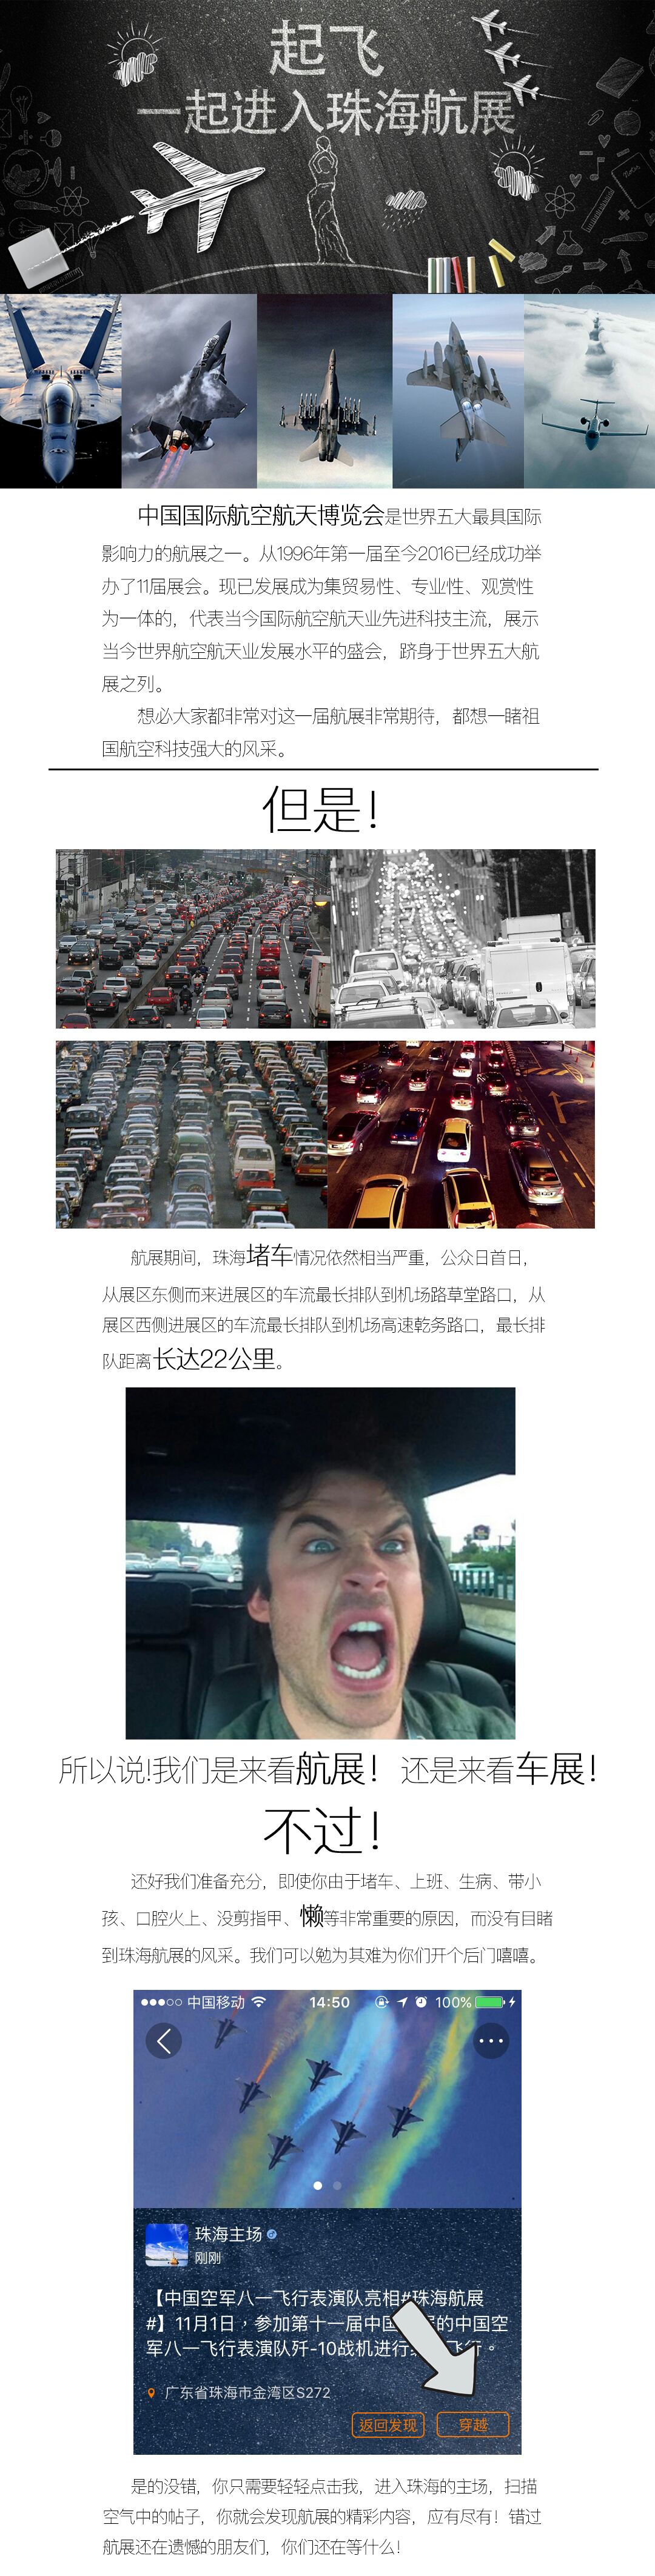 起飞
一起进入珠海航展
中国国际航空航天博览会是世界五大最具国际
影响力的航展之一。从1996年第一届至今2016已经成功举
办了11届展会。现已发展成为集贸易性、专业性、观赏性
为一体的，代表当今国际航空航天业先进科技主流，展示
当今世界航空航天业发展水平的盛会，跻身于世界五大航
展之列。
想必大家都非常对这一届航展非常期待，都想一睹祖
国航空科技强大的风采。
但是！
航展期间，珠海堵车情况依然相当严重，公众日首日，
从展区东侧而来进展区的车流最长排队到机场路草堂路口，从
展区西侧进展区的车流最长排队到机场高速乾务路口，最长排
队距离长达22公里。
所以说!我们是来看航展！ 还是来看车展！
不过！
还好我们准备充分，即使你由于堵车、上班、生病、带小
孩、口腔火上、没剪指甲、懒等非常重要的原因，而没有目睹
到珠海航展的风采。我们可以勉为其难为你们开个后门嘻嘻。
中国移动 14:50 100%
珠海主场
刚刚
【中国空军八一飞行表演队亮相#珠海航展
#】11月1日，参加第十一届中国 的中国空
军八一飞行表演队歼-10战机进行 。
广东省珠海市金湾区S272
返回发现 穿越
是的没错，你只需要轻轻点击我，进入珠海的主场，扫描
空气中的帖子，你就会发现航展的精彩内容，应有尽有！错过
航展还在遗憾的朋友们，你们还在等什么！